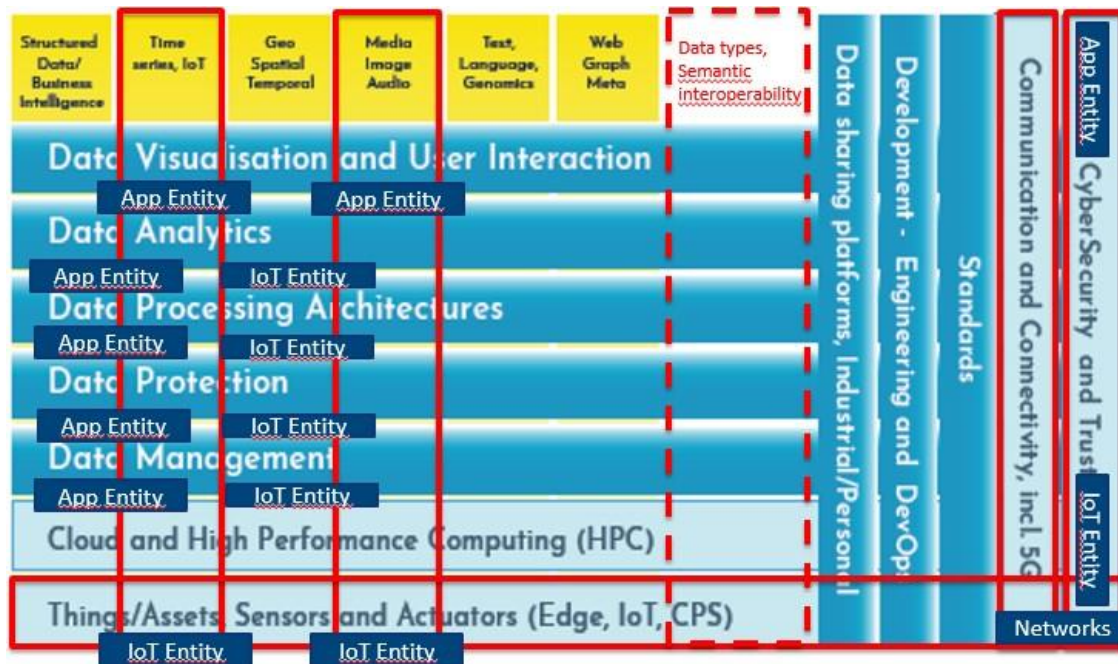 Structured
Data/
Business
Intelligence
Time
series, IoT
Geo
Spatial
Temporal
Media
Image
Audio
Text,
Language,
Genomics
Web
Graph
Meta
Data types,
Semantic
interoperability
Data Visualisation and User Interaction
App Entity
App Entity
Data Analytics
App Entity
IoT Entity
Data Processing Architectures
App Entity
IoT Entity
Data Protection
App Entity
IoT Entity
Data Management
App Entity
IoT Entity
Cloud and High Performance Computing (HPC)
Things/Assets, Sensors and Actuators (Edge, IoT, CPS)
IoT Entity
IoT Entity
Data sharing platforms, Industrial/Personal
Development - Engineering and DevOps
Standards
Communication and Connectivity, incl. 5G
App Entity
CyberSecurity and Trust
IoT Entity
Networks